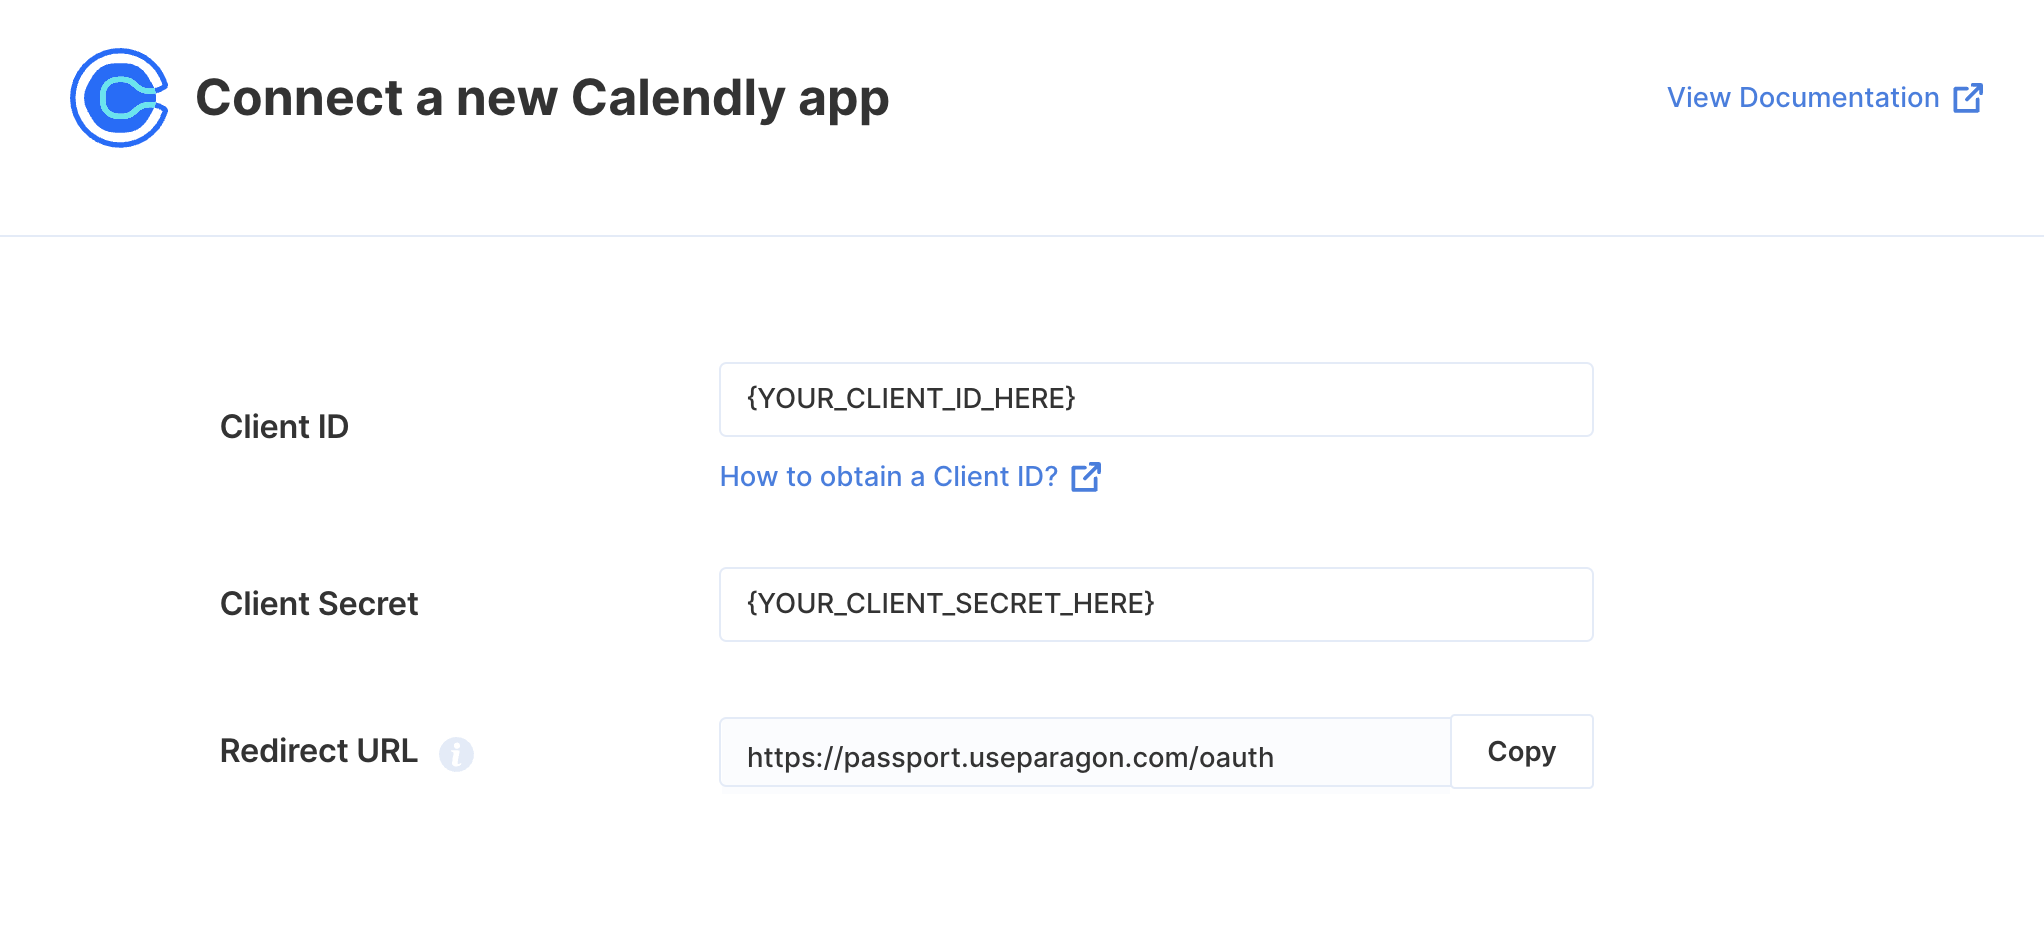 Connect a new Calendly app
View Documentation
Client ID
{YOUR_CLIENT_ID_HERE}
How to obtain a Client ID?
Client Secret
{YOUR_CLIENT_SECRET_HERE}
Redirect URL
https://passport.useparagon.com/oauth
Copy